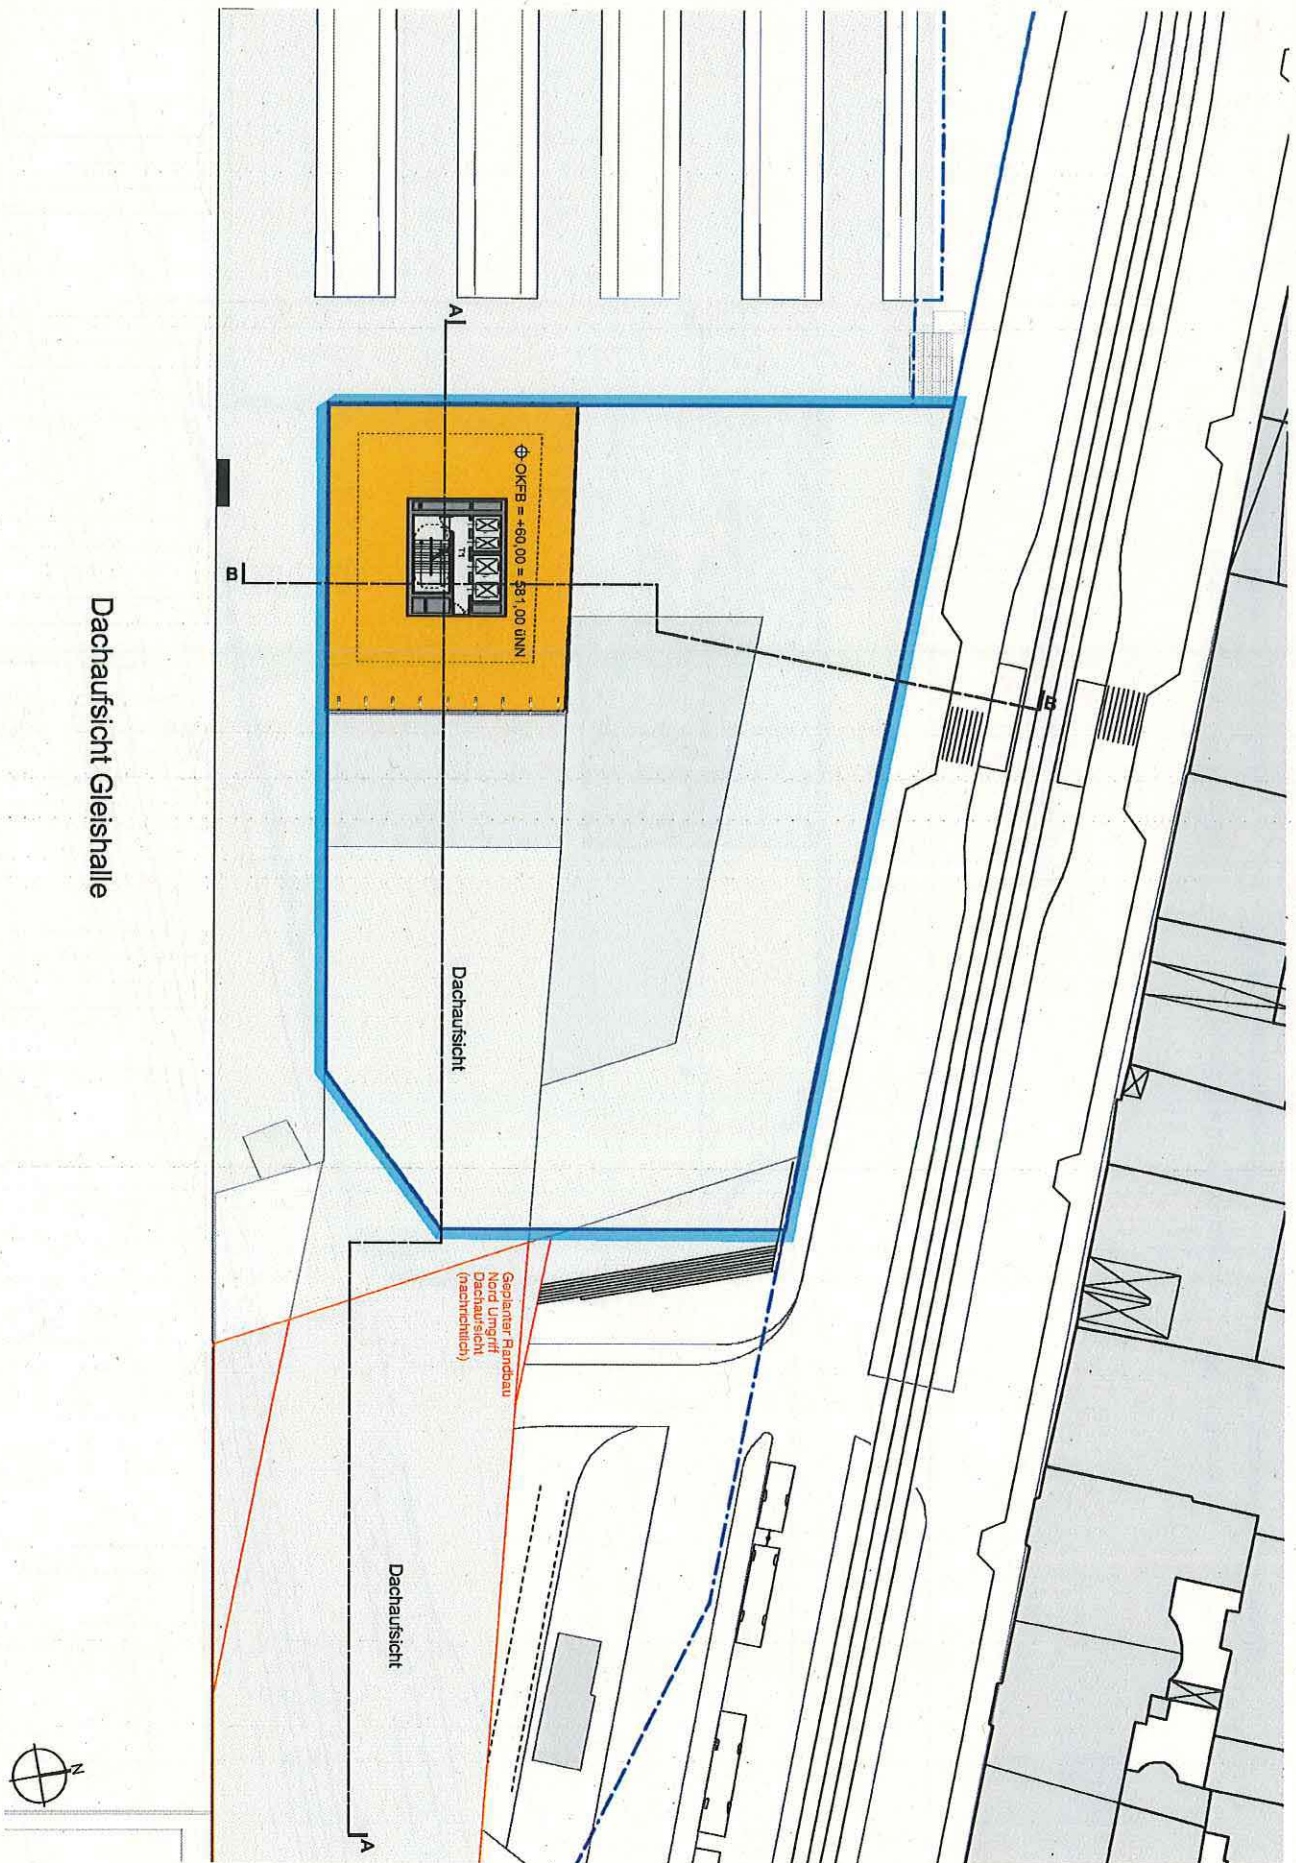 A
OKFB = +60,00 = 581,00 üNN
T1
B
B
Dachaufsicht Gleishalle
Dachaufsicht
Geplanter Randbau
Nord Umgriff
Dachaufsicht
(nachrichtlich)
Dachaufsicht
A
N